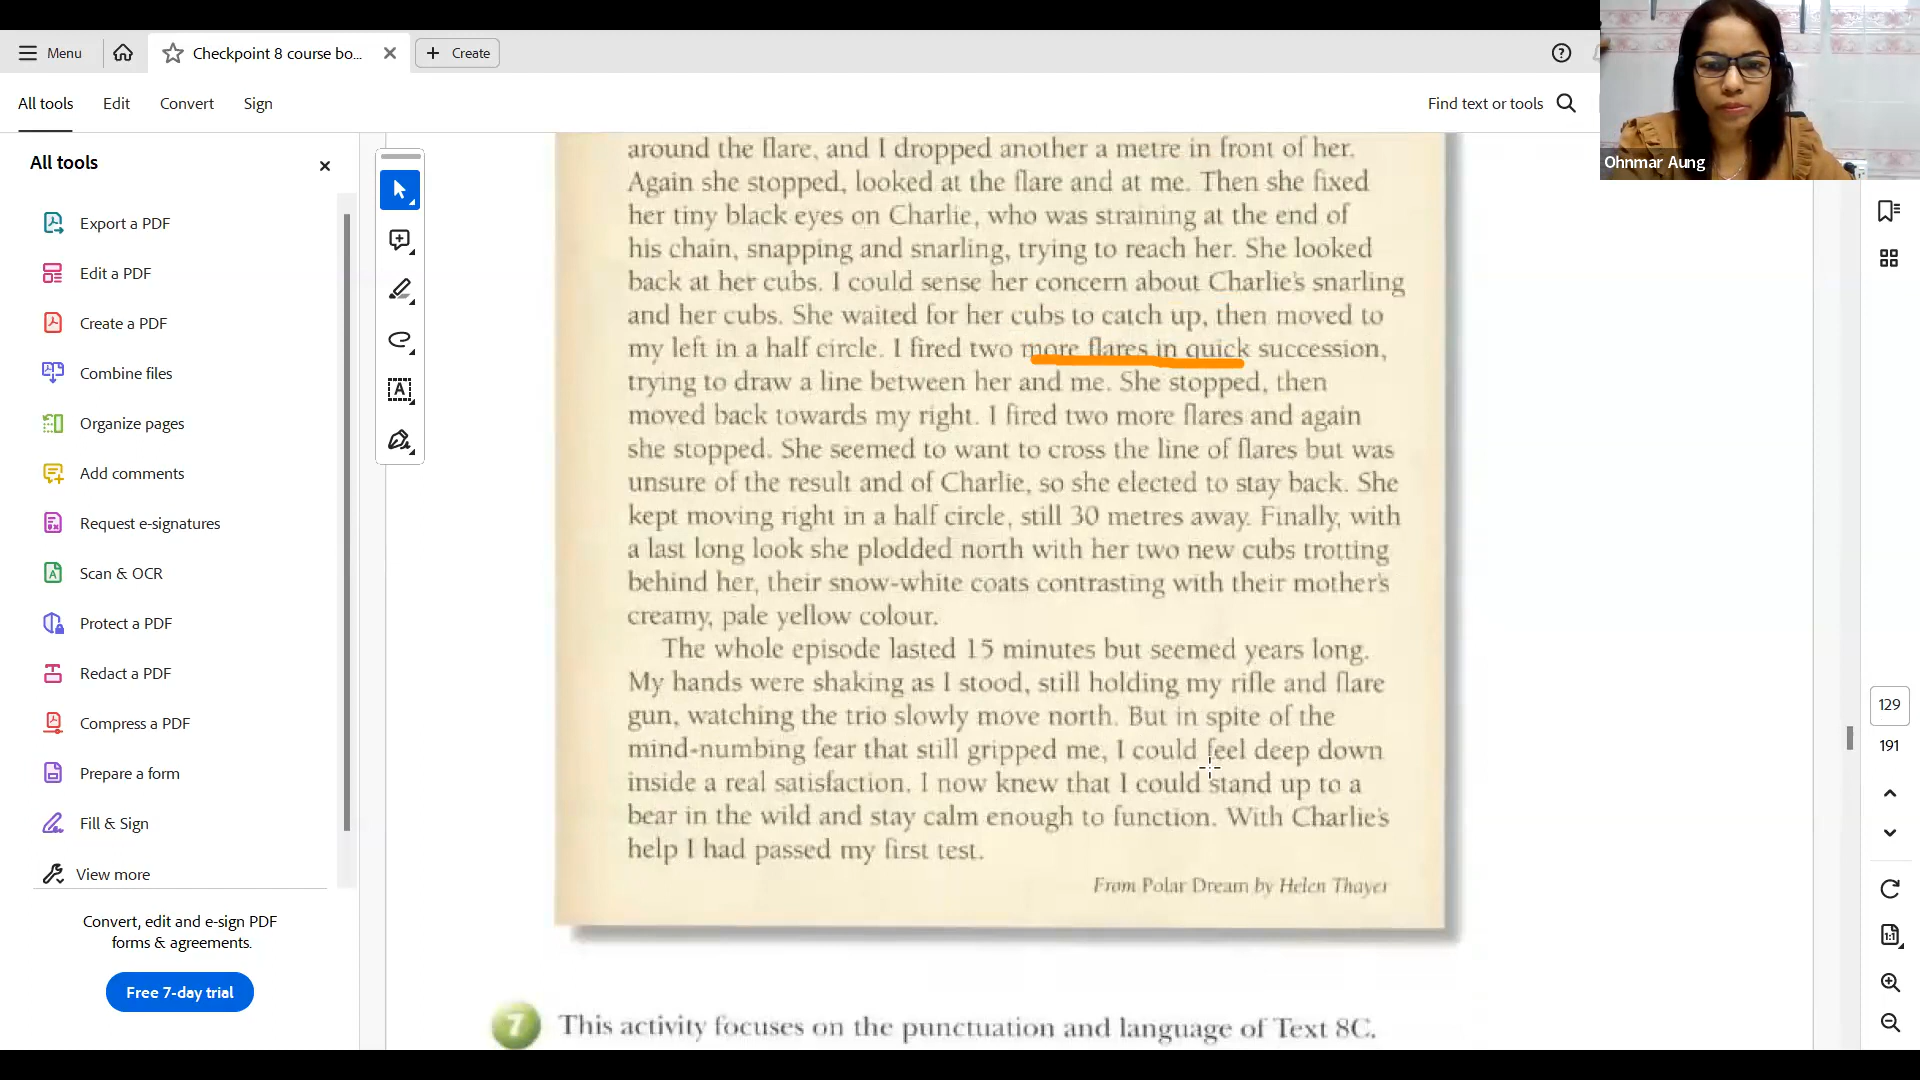 Menu
Checkpoint 8 course bo...
Create
All tools
Edit
Convert
Sign
Find text or tools
Ohnmar Aung
All tools
Export a PDF
Edit a PDF
Create a PDF
Combine files
Organize pages
Add comments
Request e-signatures
Scan & OCR
Protect a PDF
Redact a PDF
Compress a PDF
Prepare a form
Fill & Sign
View more
Convert, edit and e-sign PDF
forms & agreements.
Free 7-day trial
around the flare, and I dropped another a metre in front of her.
Again she stopped, looked at the flare and at me. Then she fixed
her tiny black eyes on Charlie, who was straining at the end of
his chain, snapping and snarling, trying to reach her. She looked
back at her cubs. I could sense her concern about Charlie's snarling
and her cubs. She waited for her cubs to catch up, then moved to
my left in a half circle. I fired two more flares in quick succession,
trying to draw a line between her and me. She stopped, then
moved back towards my right. I fired two more flares and again
she stopped. She seemed to want to cross the line of flares but was
unsure of the result and of Charlie, so she elected to stay back. She
kept moving right in a half circle, still 30 metres away. Finally, with
a last long look she plodded north with her two new cubs trotting
behind her, their snow-white coats contrasting with their mother's
creamy, pale yellow colour.
The whole episode lasted 15 minutes but seemed years long.
My hands were shaking as I stood, still holding my rifle and flare
gun, watching the trio slowly move north. But in spite of the
mind-numbing fear that still gripped me, I could feel deep down
inside a real satisfaction. I now knew that I could stand up to a
bear in the wild and stay calm enough to function. With Charlie's
help I had passed my first test.
From Polar Dream by Helen Thayer
7 This activity focuses on the punctuation and language of Text 8C.
129
191
1:1